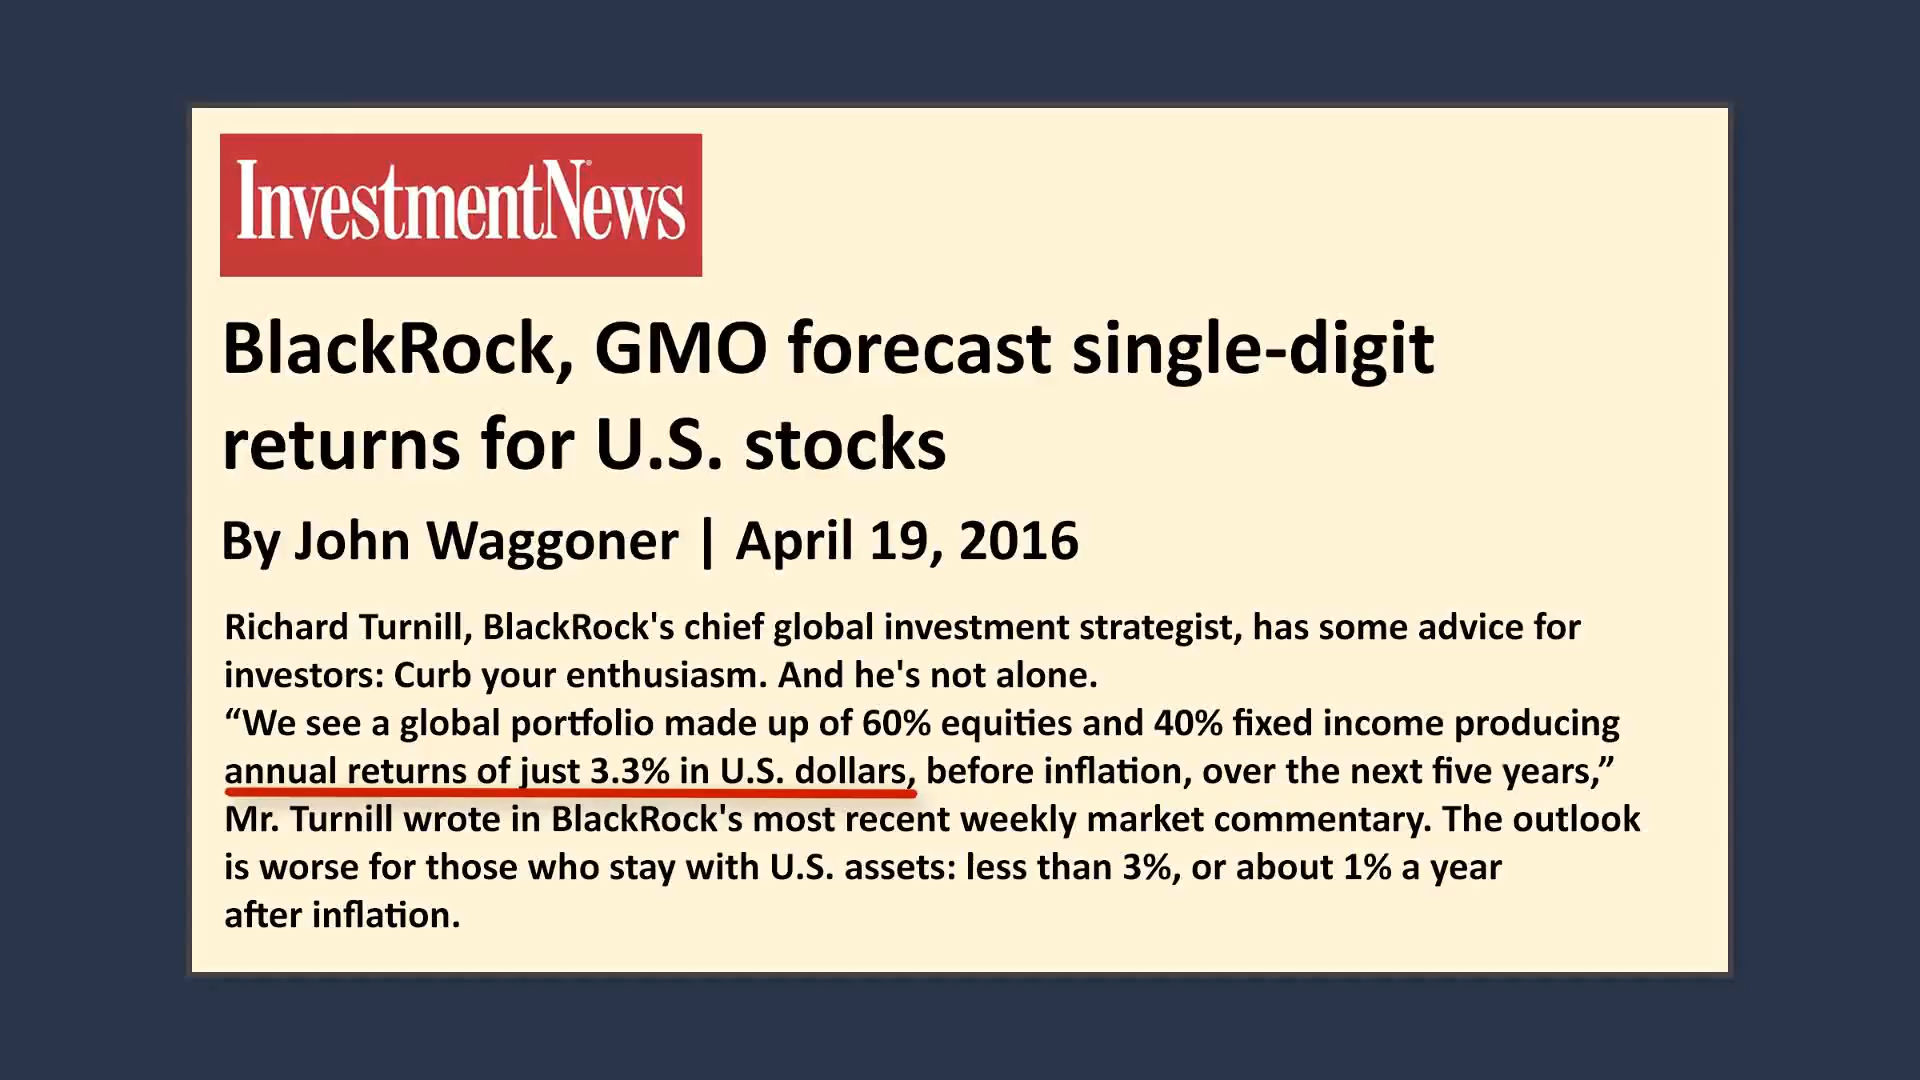 InvestmentNews
BlackRock, GMO forecast single-digit
returns for U.S. stocks
By John Waggoner | April 19, 2016
Richard Turnill, BlackRock's chief global investment strategist, has some advice for
investors: Curb your enthusiasm. And he's not alone.
“We see a global portfolio made up of 60% equities and 40% fixed income producing
annual returns of just 3.3% in U.S. dollars, before inflation, over the next five years,”
Mr. Turnill wrote in BlackRock's most recent weekly market commentary. The outlook
is worse for those who stay with U.S. assets: less than 3%, or about 1% a year
after inflation.